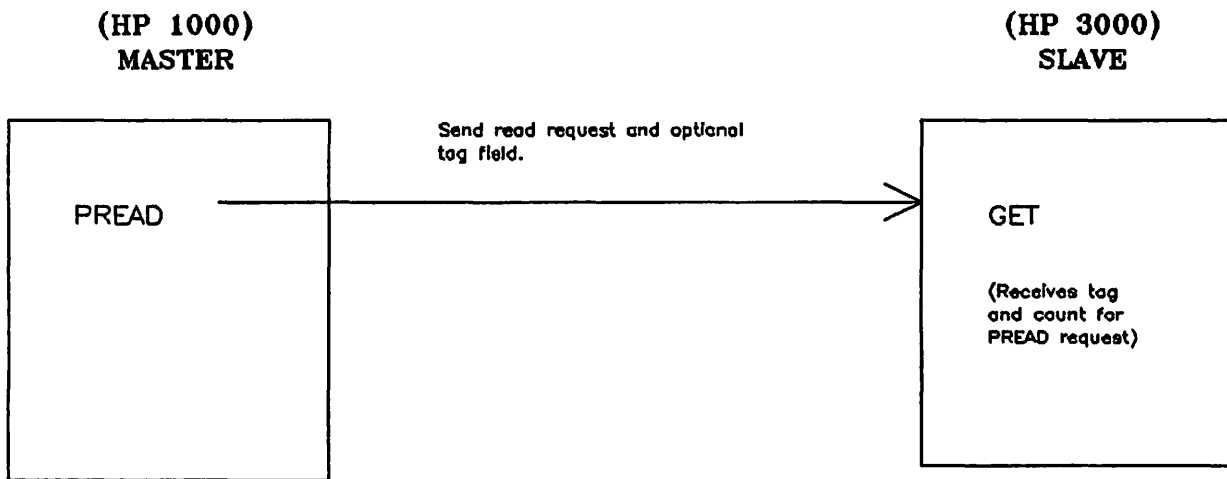 (HP 1000)
MASTER
(HP 3000)
SLAVE
Send read request and optional
tag field.
PREAD
GET
(Receives tag
and count for
PREAD request)